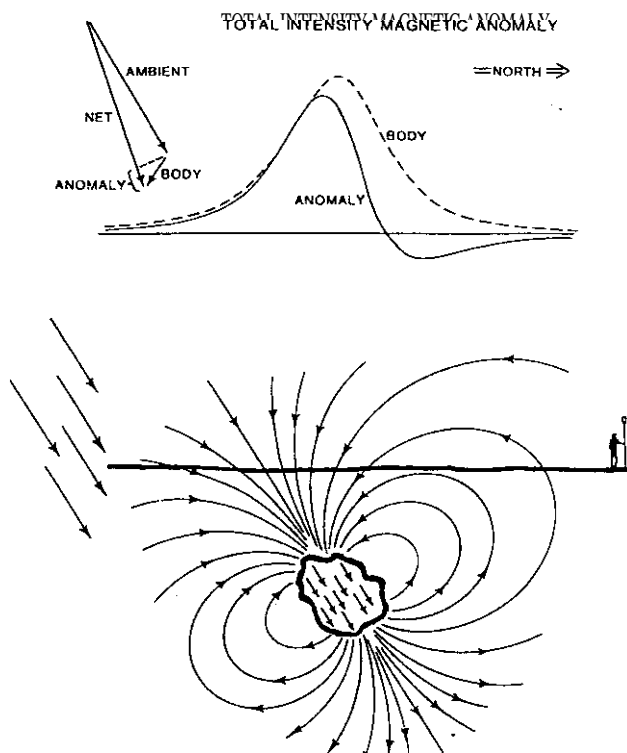 TOTAL INTENSITY MAGNETIC ANOMALY
AMBIENT
NORTH
NET
BODY
BODY
ANOMALY
ANOMALY